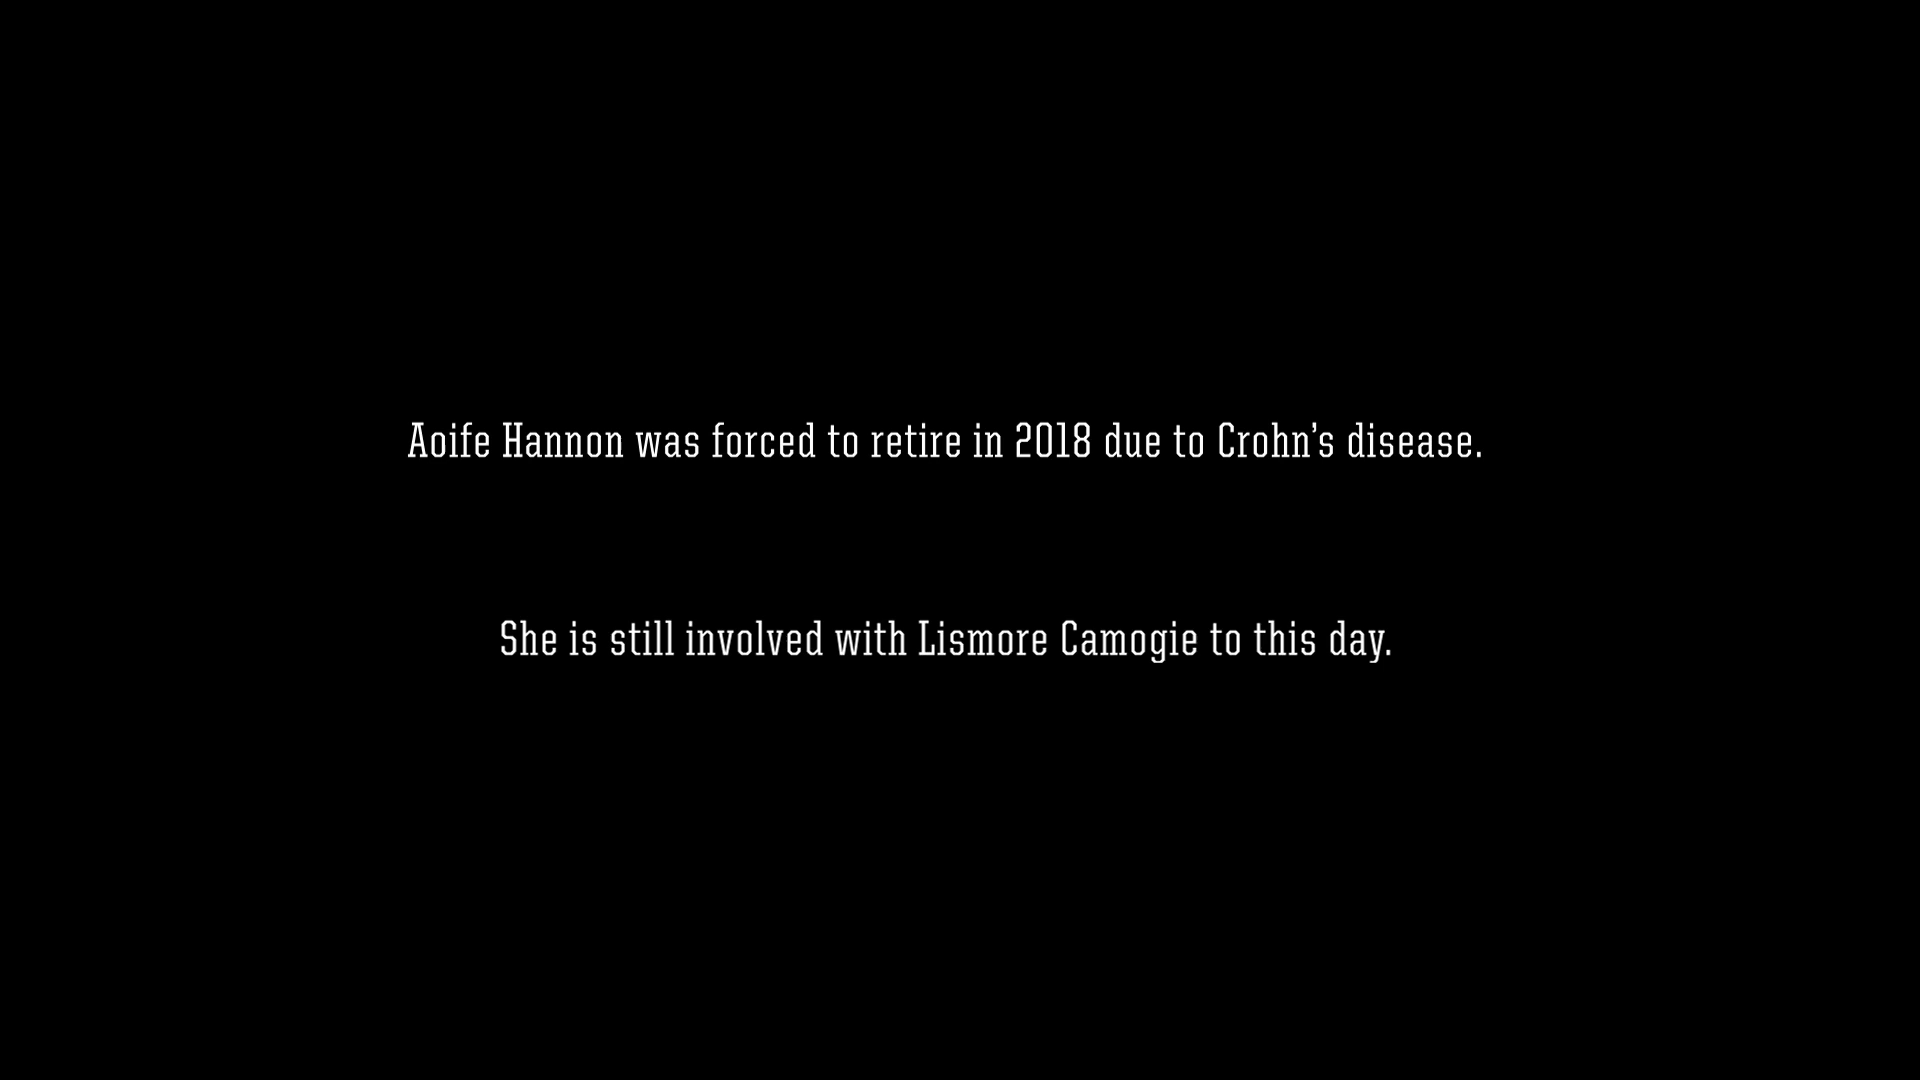 Aoife Hannon was forced to retire in 2018 due to Crohn’s disease.
She is still involved with Lismore Camogie to this day.